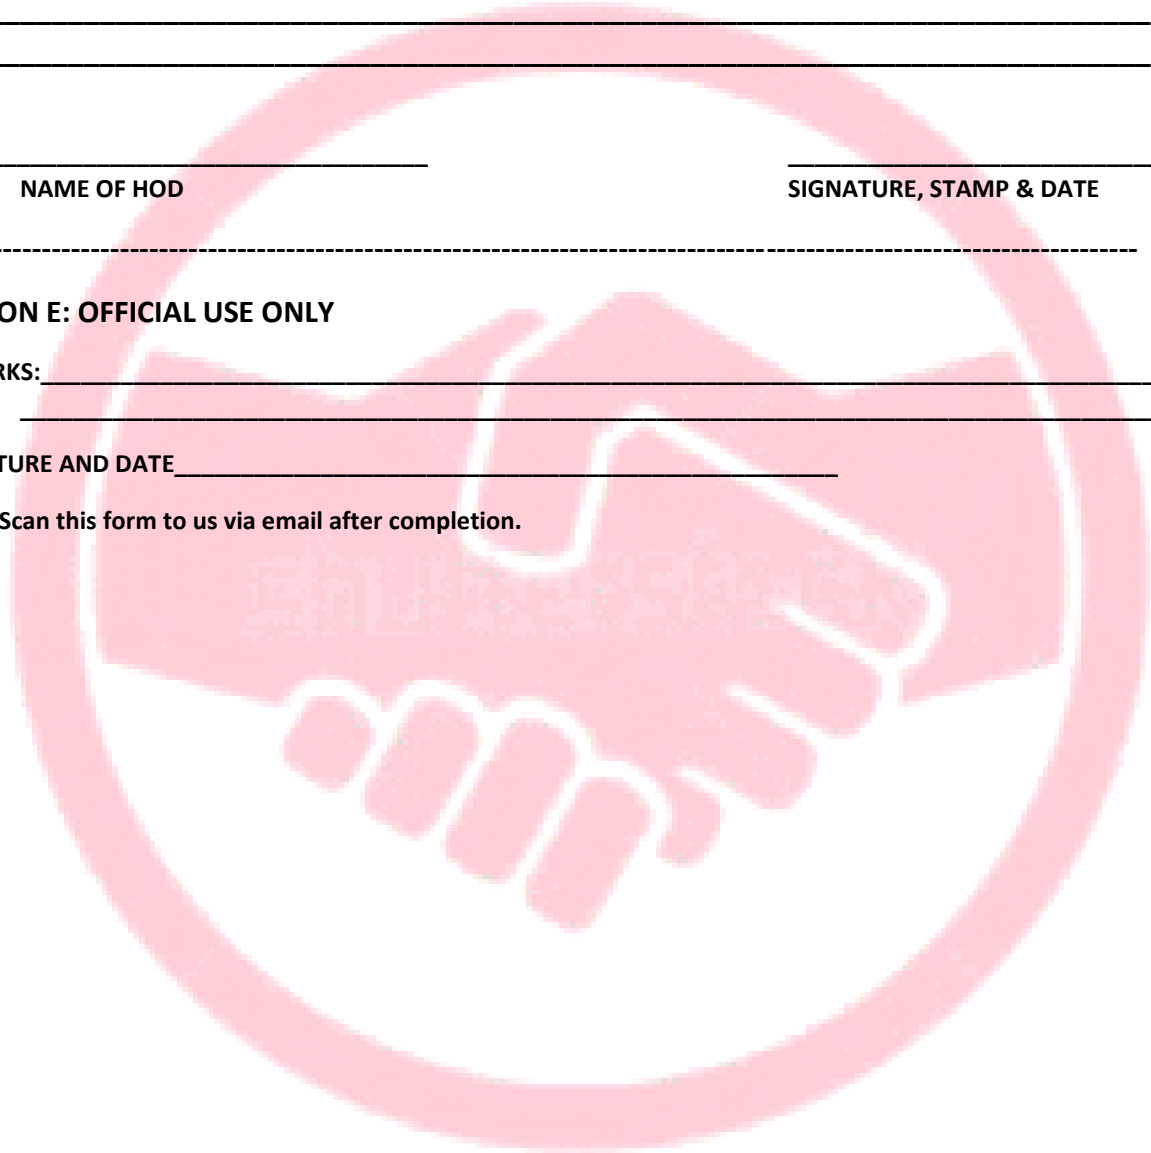 NAME OF HOD SIGNATURE, STAMP & DATE
ON E: OFFICIAL USE ONLY
RKS:
TURE AND DATE
Scan this form to us via email after completion.